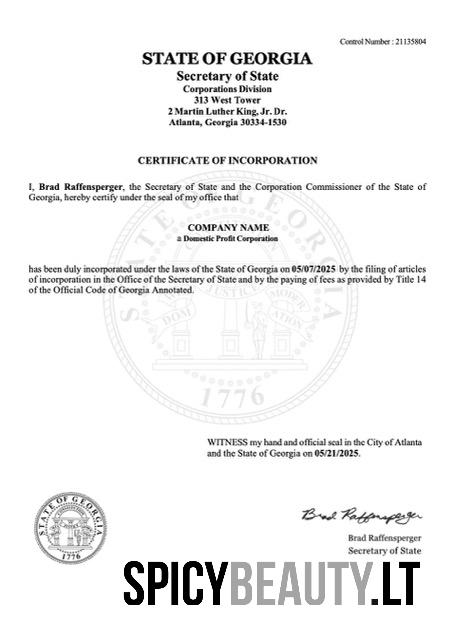 Control Number : 21135804
STATE OF GEORGIA
Secretary of State
Corporations Division
313 West Tower
2 Martin Luther King, Jr. Dr.
Atlanta, Georgia 30334-1530
CERTIFICATE OF INCORPORATION
I, Brad Raffensperger, the Secretary of State and the Corporation Commissioner of the State of
Georgia, hereby certify under the seal of my office that
COMPANY NAME
a Domestic Profit Corporation
has been duly incorporated under the laws of the State of Georgia on 05/07/2025 by the filing of articles
of incorporation in the Office of the Secretary of State and by the paying of fees as provided by Title 14
of the Official Code of Georgia Annotated.
STATE OF GEORGIA
JUSTICE
WISDOM
MODERATION
1776
WITNESS my hand and official seal in the City of Atlanta
and the State of Georgia on 05/21/2025.
STATE OF GEORGIA
1776
Brad Raffensperger
Brad Raffensperger
Secretary of State
SPICYBEAUTY.LT